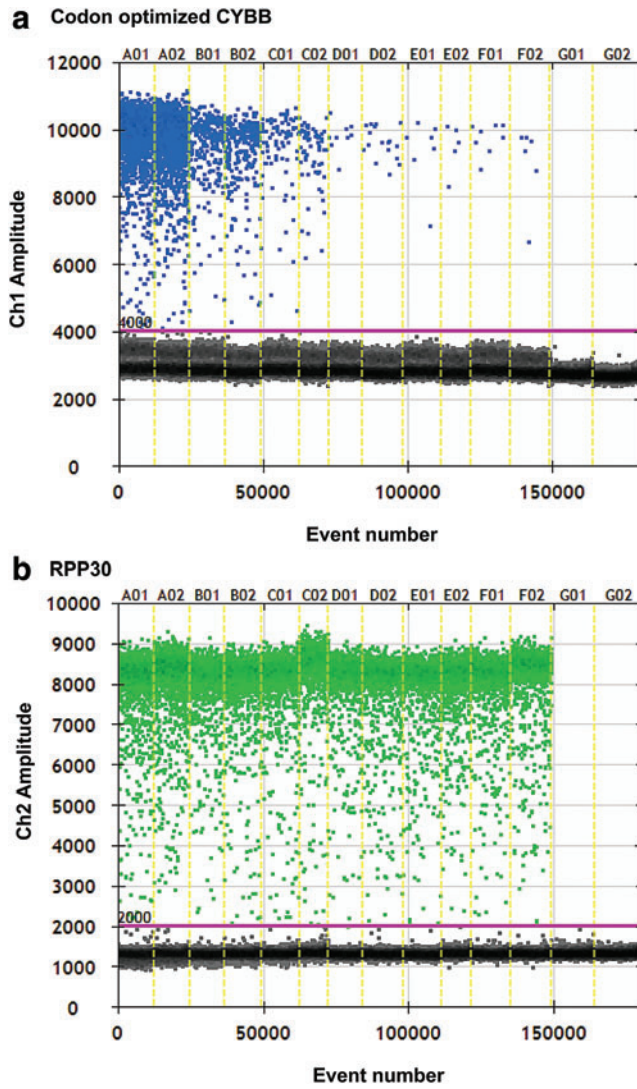 a Codon optimized CYBB
A01 A02 B01 B02 C01 C02 D01 D02 E01 E02 F01 F02 G01 G02
12000
10000
8000
6000
4000
4000
2000
0
Ch1 Amplitude
0 50000 100000 150000
Event number
b RPP30
A01 A02 B01 B02 C01 C02 D01 D02 E01 E02 F01 F02 G01 G02
10000
9000
8000
7000
6000
5000
4000
3000
2000
2000
1000
0
Ch2 Amplitude
0 50000 100000 150000
Event number